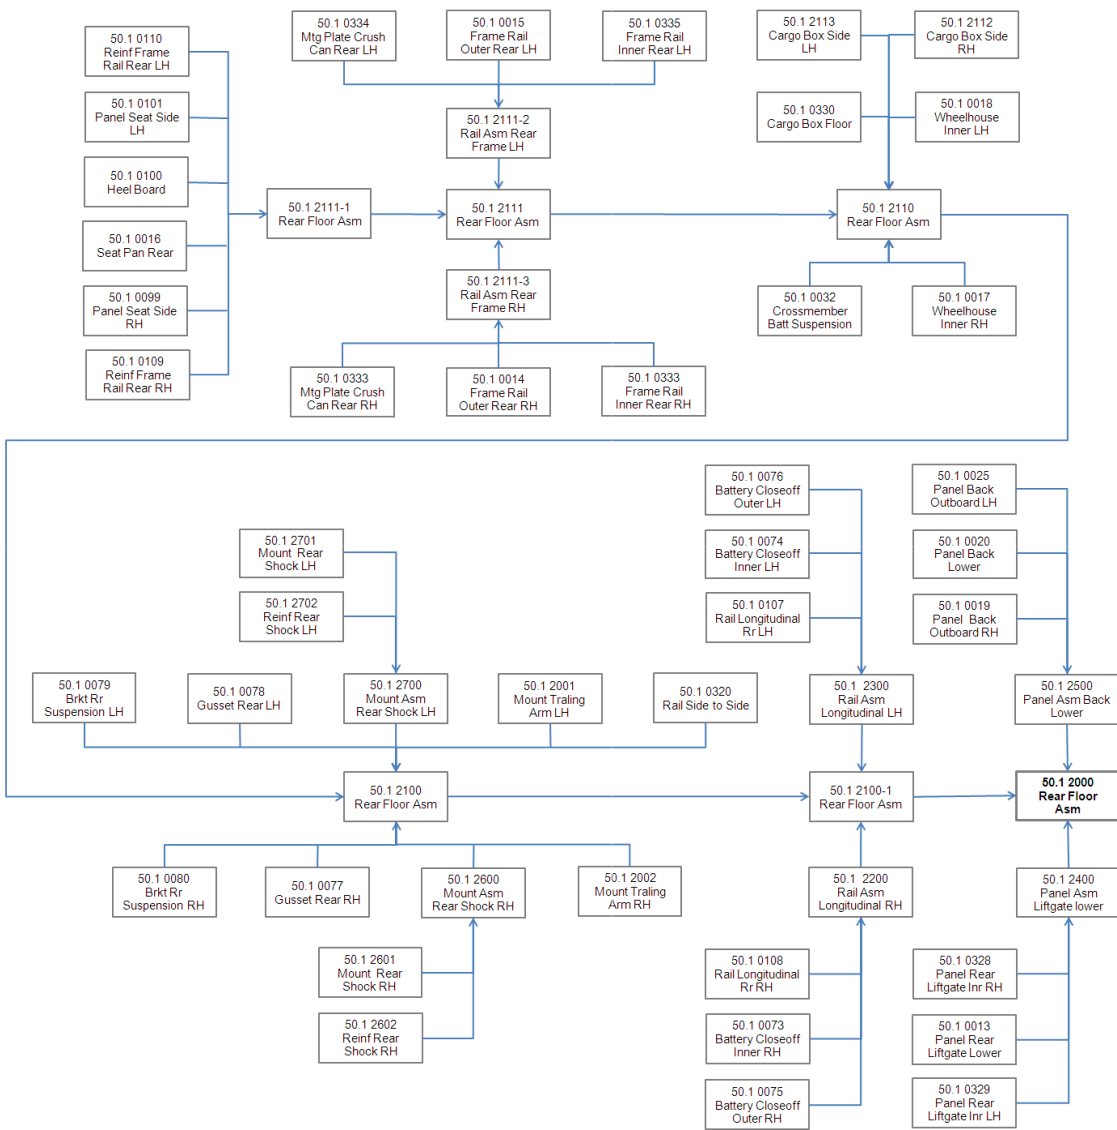 50.1 0110
Reinf Frame
Rail Rear LH
50.1 0334
Mtg Plate Crush
Can Rear LH
50.1 0015
Frame Rail
Outer Rear LH
50.1 0335
Frame Rail
Inner Rear LH
50.1 2113
Cargo Box Side
LH
50.1 2112
Cargo Box Side
RH
50.1 0101
Panel Seat Side
LH
50.1 2111-2
Rail Asm Rear
Frame LH
50.1 0330
Cargo Box Floor
50.1 0018
Wheelhouse
Inner LH
50.1 0100
Heel Board
50.1 2111-1
Rear Floor Asm
50.1 2111
Rear Floor Asm
50.1 2110
Rear Floor Asm
50.1 0016
Seat Pan Rear
50.1 0099
Panel Seat Side
RH
50.1 2111-3
Rail Asm Rear
Frame RH
50.1 0032
Crossmember
Batt Suspension
50.1 0017
Wheelhouse
Inner RH
50.1 0109
Reinf Frame
Rail Rear RH
50.1 0333
Mtg Plate Crush
Can Rear RH
50.1 0014
Frame Rail
Outer Rear RH
50.1 0333
Frame Rail
Inner Rear RH
50.1 0076
Battery Closeoff
Outer LH
50.1 0025
Panel Back
Outboard LH
50.1 2701
Mount  Rear
Shock LH
50.1 0074
Battery Closeoff
Inner LH
50.1 0020
Panel Back
Lower
50.1 2702
Reinf Rear
Shock LH
50.1 0107
Rail Longitudinal
Rr LH
50.1 0019
Panel  Back
Outboard RH
50.1 0079
Brkt Rr
Suspension LH
50.1 0078
Gusset Rear LH
50.1 2700
Mount Asm
Rear Shock LH
50.1 2001
Mount Traling
Arm LH
50.1 0320
Rail Side to Side
50.1  2300
Rail Asm
Longitudinal LH
50.1 2500
Panel Asm Back
Lower
50.1 2100
Rear Floor Asm
50.1 2100-1
Rear Floor Asm
50.1 2000
Rear Floor
Asm
50.1 0080
Brkt Rr
Suspension RH
50.1 0077
Gusset Rear RH
50.1 2600
Mount Asm
Rear Shock RH
50.1 2002
Mount Traling
Arm RH
50.1 2200
Rail Asm
Longitudinal RH
50.1 2400
Panel Asm
Liftgate lower
50.1 2601
Mount  Rear
Shock RH
50.1 0108
Rail Longitudinal
Rr RH
50.1 0328
Panel Rear
Liftgate Inr RH
50.1 2602
Reinf Rear
Shock RH
50.1 0073
Battery Closeoff
Inner RH
50.1 0013
Panel Rear
Liftgate Lower
50.1 0075
Battery Closeoff
Outer RH
50.1 0329
Panel Rear
Liftgate Inr LH